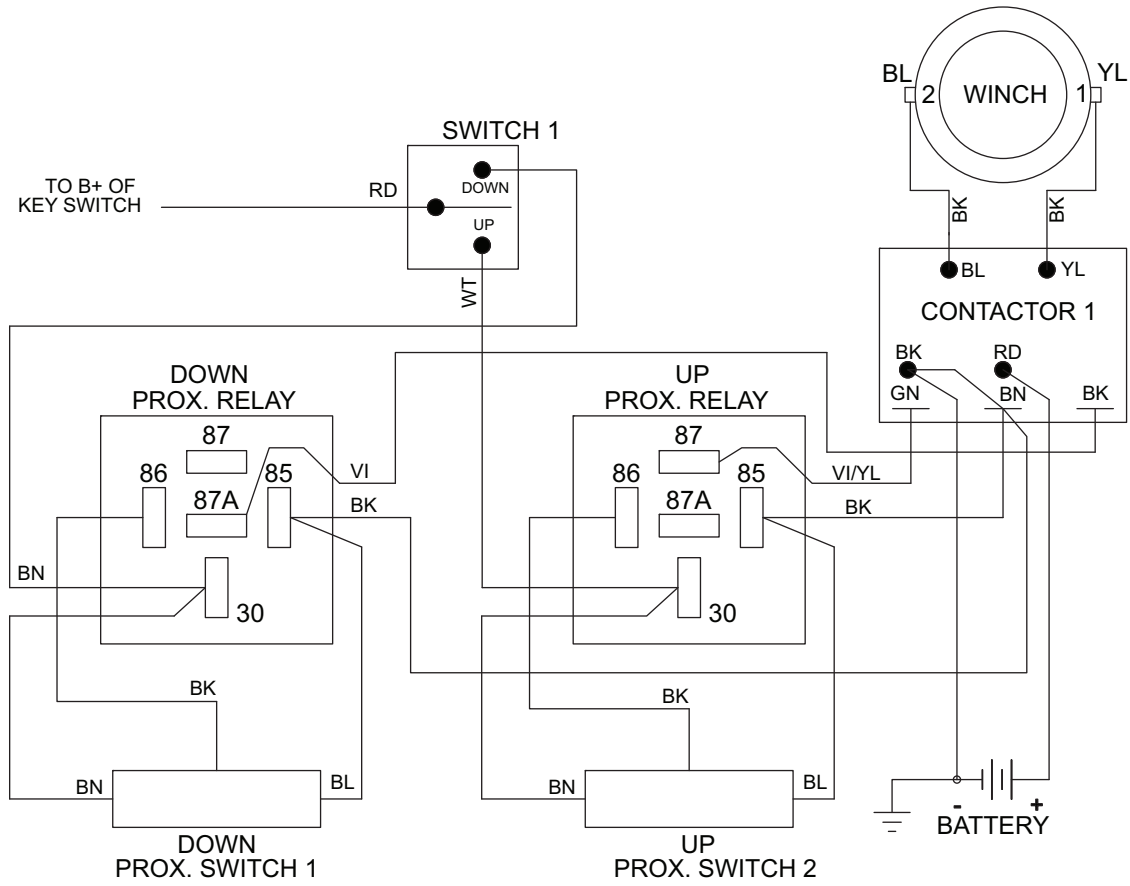 BL
YL
2
WINCH
1
SWITCH 1
DOWN
TO B+ OF
KEY SWITCH
RD
UP
BK
BK
WT
BL
YL
CONTACTOR 1
BK
RD
GN
BN
BK
DOWN
PROX. RELAY
87
86
85
87A
VI
BK
BN
30
UP
PROX. RELAY
87
86
85
87A
VI/YL
BK
30
BK
BK
BN
BL
BN
BL
DOWN
PROX. SWITCH 1
UP
PROX. SWITCH 2
-
+
BATTERY